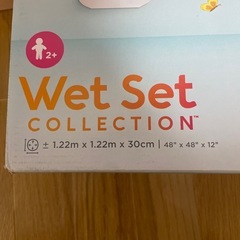 2+
Wet Set
COLLECTION™
± 1.22m x 1.22m x 30cm | 48" x 48" x 12"